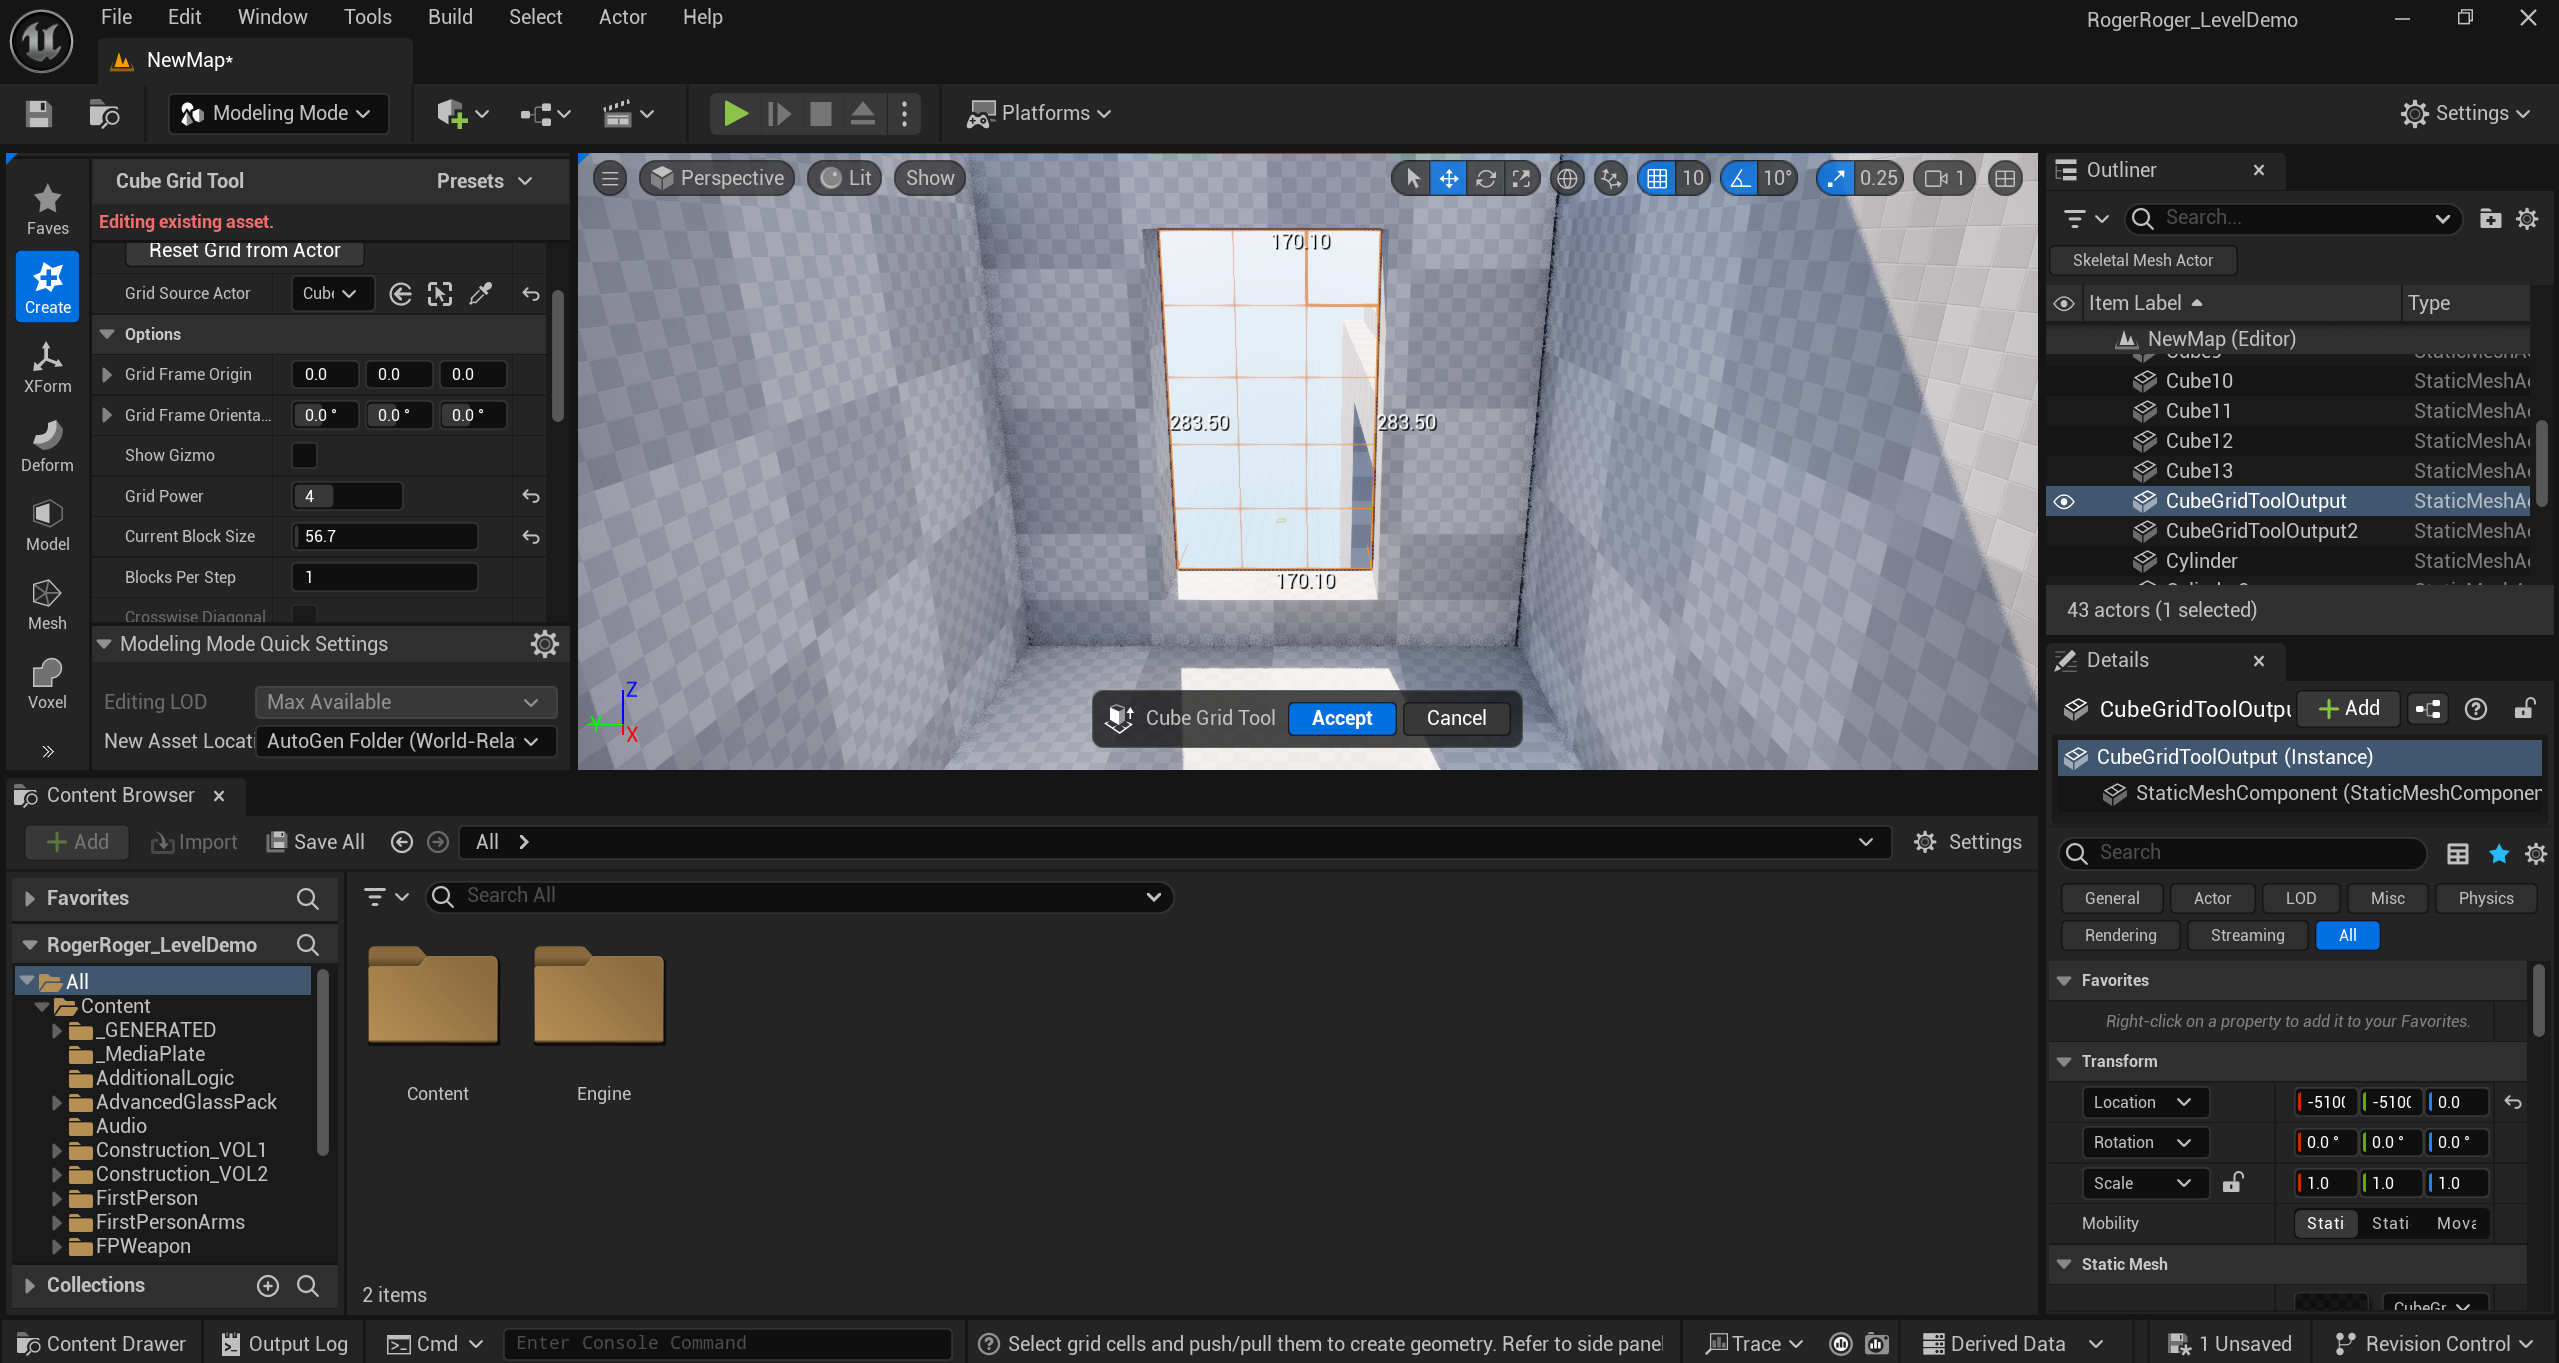 File Edit Window Tools Build Select Actor Help
RogerRoger_LevelDemo
NewMap*
Modeling Mode
Platforms
Settings
Faves
Create
XForm
Deform
Model
Mesh
Voxel
Cube Grid Tool
Presets
Editing existing asset.
Reset Grid from Actor
Grid Source Actor
Options
Grid Frame Origin 0.0 0.0 0.0
Grid Frame Orienta... 0.0 ° 0.0 ° 0.0 °
Show Gizmo
Grid Power 4
Current Block Size 56.7
Blocks Per Step 1
Crosswise Diagonal
Modeling Mode Quick Settings
Editing LOD Max Available
New Asset Locati AutoGen Folder (World-Rela
Perspective Lit Show
10 10° 0.25 1
170.10
283.50 283.50
170.10
Z
Y
X
Cube Grid Tool Accept Cancel
Outliner
Search...
Skeletal Mesh Actor
Item Label Type
NewMap (Editor)
Cube10 StaticMeshA
Cube11 StaticMeshA
Cube12 StaticMeshA
Cube13 StaticMeshA
CubeGridToolOutput StaticMeshA
CubeGridToolOutput2 StaticMeshA
Cylinder StaticMeshA
43 actors (1 selected)
Details
CubeGridToolOutpu Add
CubeGridToolOutput (Instance)
StaticMeshComponent (StaticMeshComponen
Search
General Actor LOD Misc Physics
Rendering Streaming All
Favorites
Right-click on a property to add it to your Favorites.
Transform
Location -510 -510 0.0
Rotation 0.0 ° 0.0 ° 0.0 °
Scale 1.0 1.0 1.0
Mobility Stati Stati Mova
Static Mesh
CubeGr
Content Browser
Add Import Save All All
Settings
Favorites
Search All
RogerRoger_LevelDemo
All
Content
_GENERATED
_MediaPlate
AdditionalLogic
AdvancedGlassPack
Audio
Construction_VOL1
Construction_VOL2
FirstPerson
FirstPersonArms
FPWeapon
Collections
Content Engine
2 items
Content Drawer Output Log Cmd Enter Console Command Select grid cells and push/pull them to create geometry. Refer to side panel Trace Derived Data 1 Unsaved Revision Control